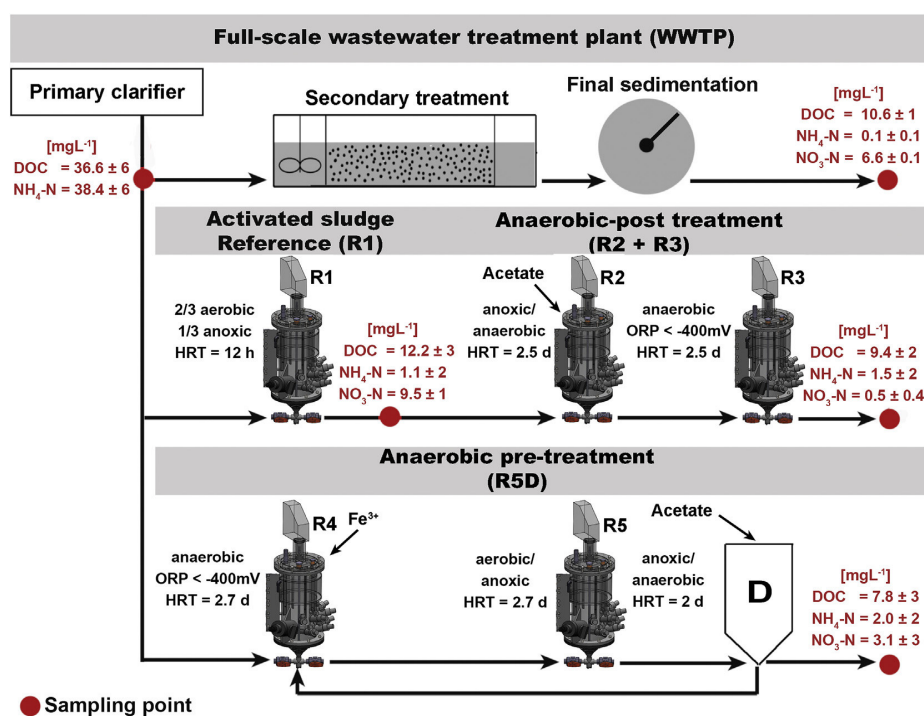 Full-scale wastewater treatment plant (WWTP)
Primary clarifier
[mgL⁻¹]
DOC = 36.6 ± 6
NH₄-N = 38.4 ± 6
Secondary treatment
Final sedimentation
[mgL⁻¹]
DOC = 10.6 ± 1
NH₄-N = 0.1 ± 0.1
NO₃-N = 6.6 ± 0.1
Activated sludge
Reference (R1)
Anaerobic-post treatment
(R2 + R3)
R1
2/3 aerobic
1/3 anoxic
HRT = 12 h
[mgL⁻¹]
DOC = 12.2 ± 3
NH₄-N = 1.1 ± 2
NO₃-N = 9.5 ± 1
Acetate
R2
anoxic/
anaerobic
HRT = 2.5 d
R3
anaerobic
ORP < -400mV
HRT = 2.5 d
[mgL⁻¹]
DOC = 9.4 ± 2
NH₄-N = 1.5 ± 2
NO₃-N = 0.5 ± 0.4
Anaerobic pre-treatment
(R5D)
R4
Fe³⁺
anaerobic
ORP < -400mV
HRT = 2.7 d
R5
aerobic/
anoxic
HRT = 2.7 d
Acetate
anoxic/
anaerobic
HRT = 2 d
D
[mgL⁻¹]
DOC = 7.8 ± 3
NH₄-N = 2.0 ± 2
NO₃-N = 3.1 ± 3
Sampling point